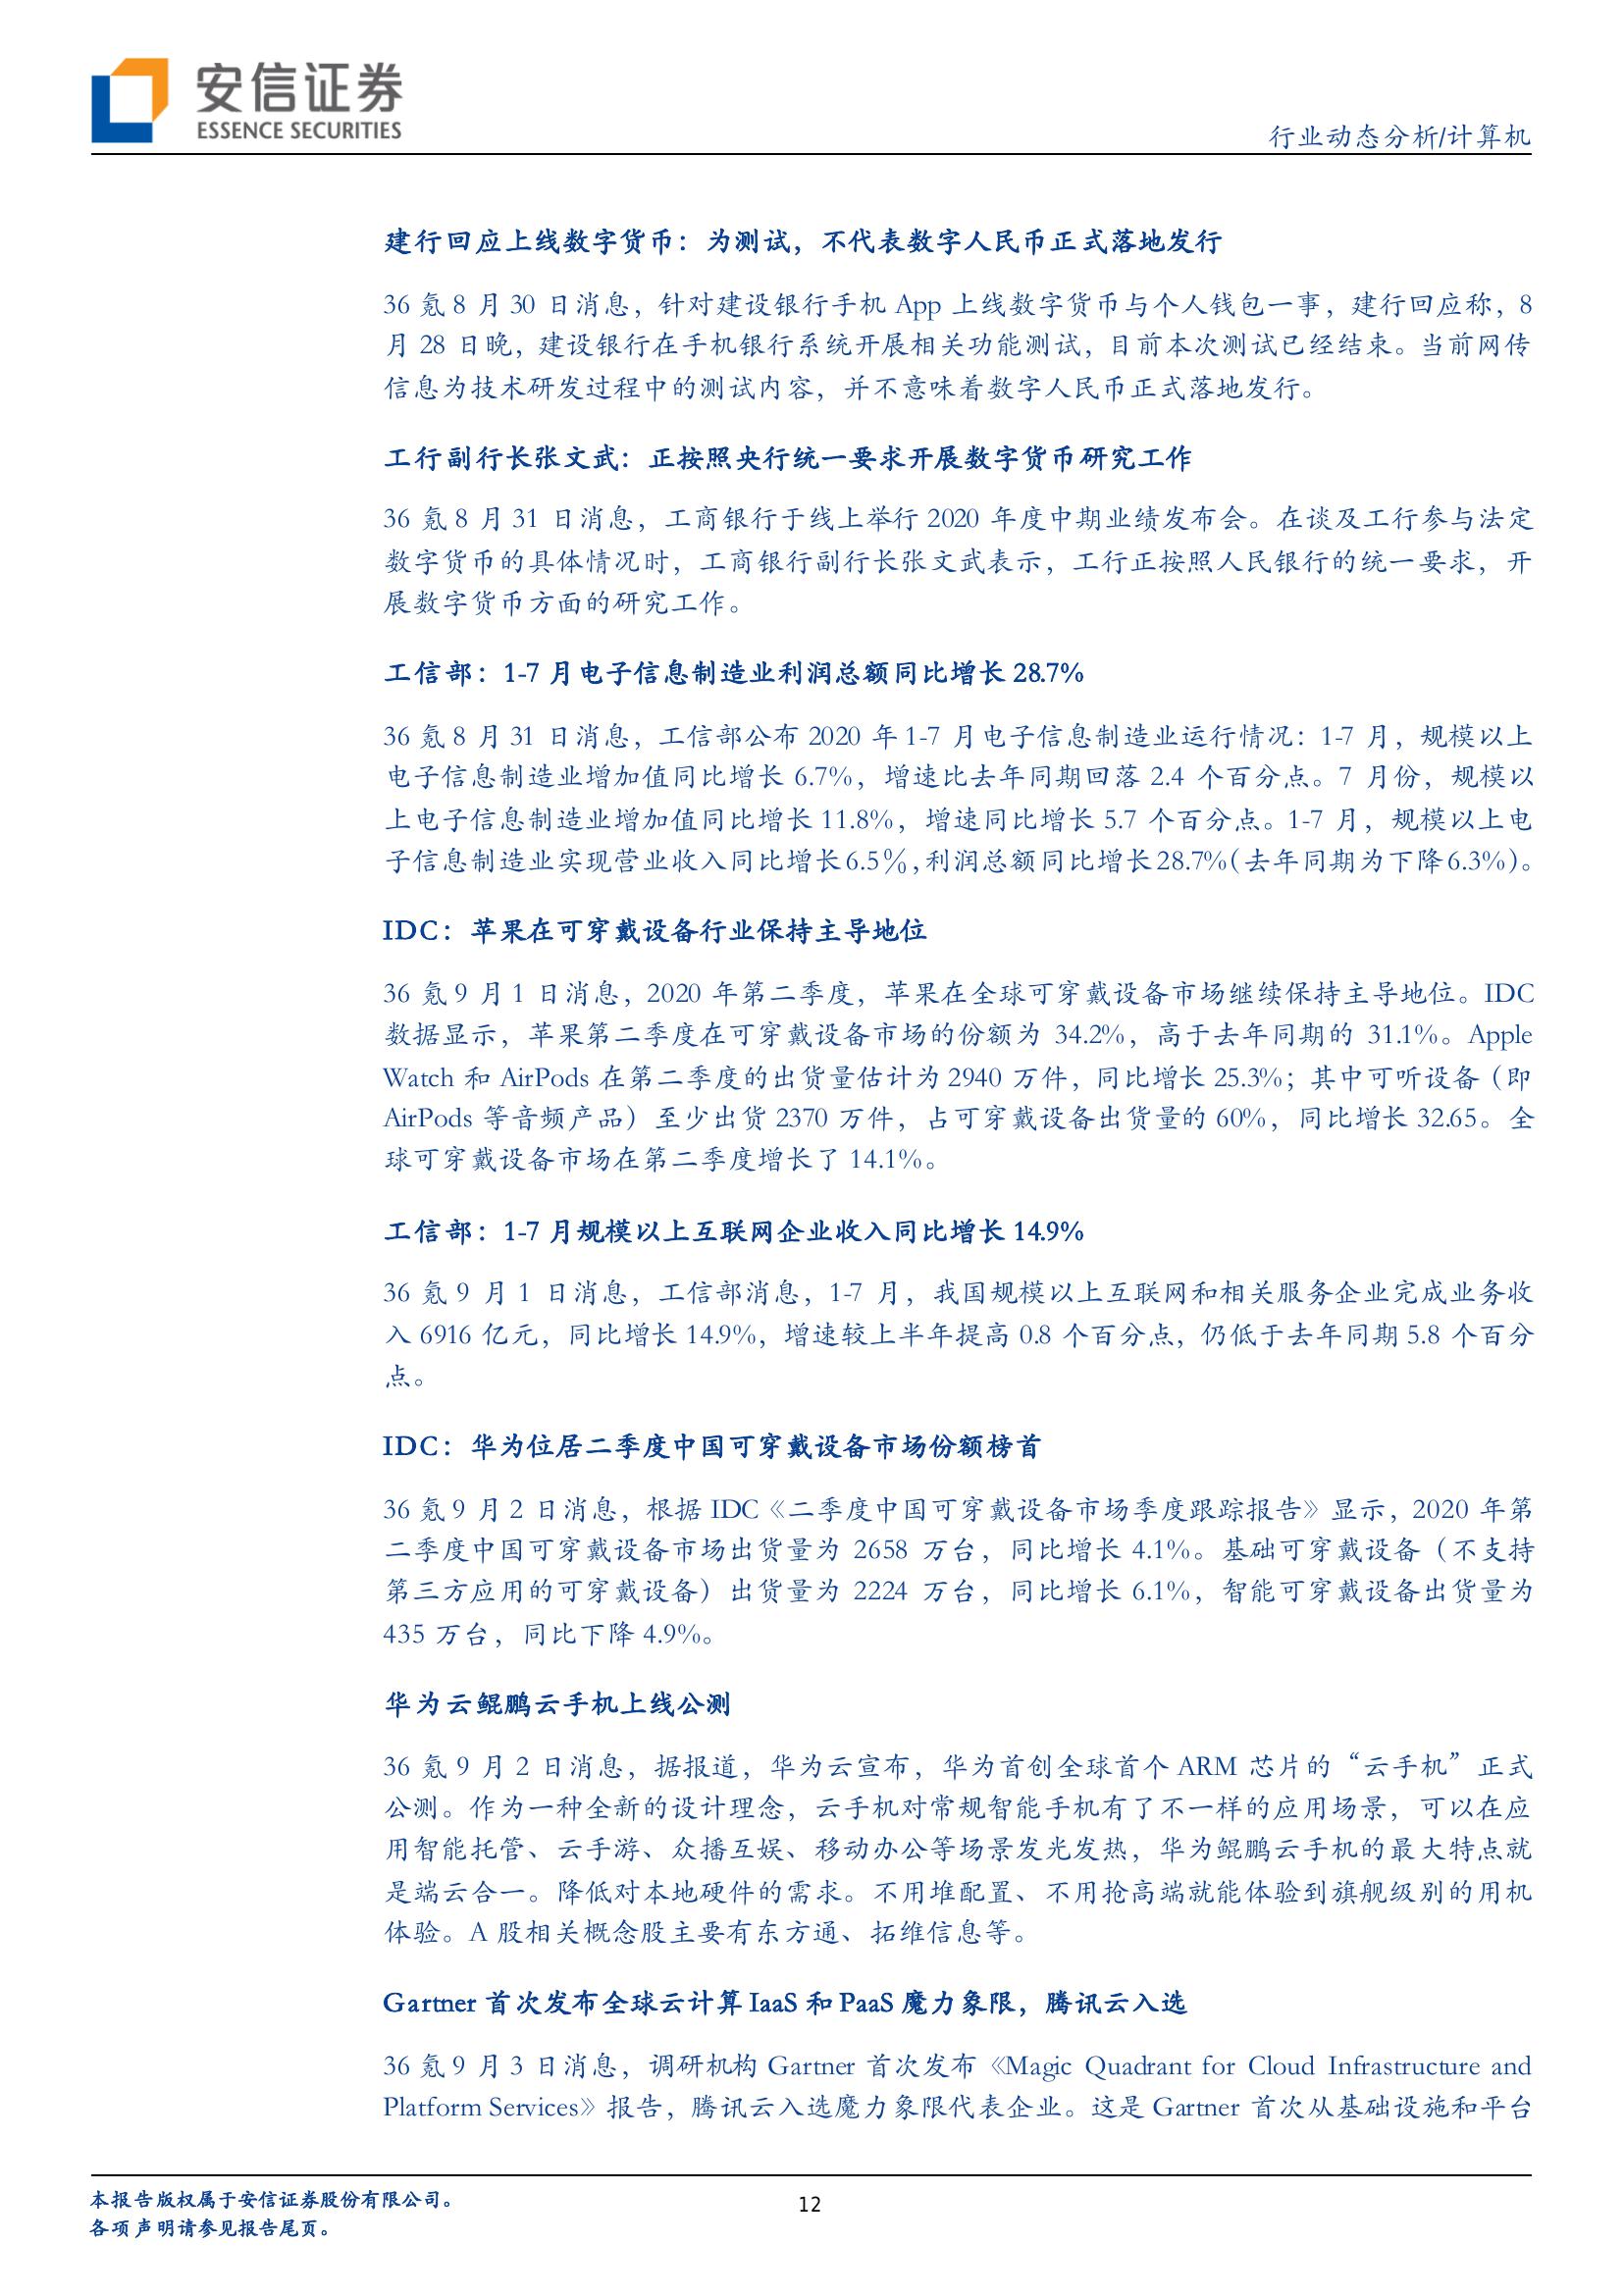 安信证券
ESSENCE SECURITIES
行业动态分析/计算机
建行回应上线数字货币：为测试，不代表数字人民币正式落地发行
36 氪 8 月 30 日消息，针对建设银行手机 App 上线数字货币与个人钱包一事，建行回应称，8
月 28 日晚，建设银行在手机银行系统开展相关功能测试，目前本次测试已经结束。当前网传
信息为技术研发过程中的测试内容，并不意味着数字人民币正式落地发行。
工行副行长张文武：正按照央行统一要求开展数字货币研究工作
36 氪 8 月 31 日消息，工商银行于线上举行 2020 年度中期业绩发布会。在谈及工行参与法定
数字货币的具体情况时，工商银行副行长张文武表示，工行正按照人民银行的统一要求，开
展数字货币方面的研究工作。
工信部：1-7 月电子信息制造业利润总额同比增长 28.7%
36 氪 8 月 31 日消息，工信部公布 2020 年 1-7 月电子信息制造业运行情况：1-7 月，规模以上
电子信息制造业增加值同比增长 6.7%，增速比去年同期回落 2.4 个百分点。7 月份，规模以
上电子信息制造业增加值同比增长 11.8%，增速同比增长 5.7 个百分点。1-7 月，规模以上电
子信息制造业实现营业收入同比增长 6.5％，利润总额同比增长 28.7%（去年同期为下降 6.3%）。
IDC：苹果在可穿戴设备行业保持主导地位
36 氪 9 月 1 日消息，2020 年第二季度，苹果在全球可穿戴设备市场继续保持主导地位。IDC
数据显示，苹果第二季度在可穿戴设备市场的份额为 34.2%，高于去年同期的 31.1%。Apple
Watch 和 AirPods 在第二季度的出货量估计为 2940 万件，同比增长 25.3%；其中可听设备（即
AirPods 等音频产品）至少出货 2370 万件，占可穿戴设备出货量的 60%，同比增长 32.65。全
球可穿戴设备市场在第二季度增长了 14.1%。
工信部：1-7 月规模以上互联网企业收入同比增长 14.9%
36 氪 9 月 1 日消息，工信部消息，1-7 月，我国规模以上互联网和相关服务企业完成业务收
入 6916 亿元，同比增长 14.9%，增速较上半年提高 0.8 个百分点，仍低于去年同期 5.8 个百分
点。
IDC：华为位居二季度中国可穿戴设备市场份额榜首
36 氪 9 月 2 日消息，根据 IDC《二季度中国可穿戴设备市场季度跟踪报告》显示，2020 年第
二季度中国可穿戴设备市场出货量为 2658 万台，同比增长 4.1%。基础可穿戴设备（不支持
第三方应用的可穿戴设备）出货量为 2224 万台，同比增长 6.1%，智能可穿戴设备出货量为
435 万台，同比下降 4.9%。
华为云鲲鹏云手机上线公测
36 氪 9 月 2 日消息，据报道，华为云宣布，华为首创全球首个 ARM 芯片的“云手机”正式
公测。作为一种全新的设计理念，云手机对常规智能手机有了不一样的应用场景，可以在应
用智能托管、云手游、众播互娱、移动办公等场景发光发热，华为鲲鹏云手机的最大特点就
是端云合一。降低对本地硬件的需求。不用堆配置、不用抢高端就能体验到旗舰级别的用机
体验。A 股相关概念股主要有东方通、拓维信息等。
Gartner 首次发布全球云计算 IaaS 和 PaaS 魔力象限，腾讯云入选
36 氪 9 月 3 日消息，调研机构 Gartner 首次发布《Magic Quadrant for Cloud Infrastructure and
Platform Services》报告，腾讯云入选魔力象限代表企业。这是 Gartner 首次从基础设施和平台
本报告版权属于安信证券股份有限公司。
各项声明请参见报告尾页。
12